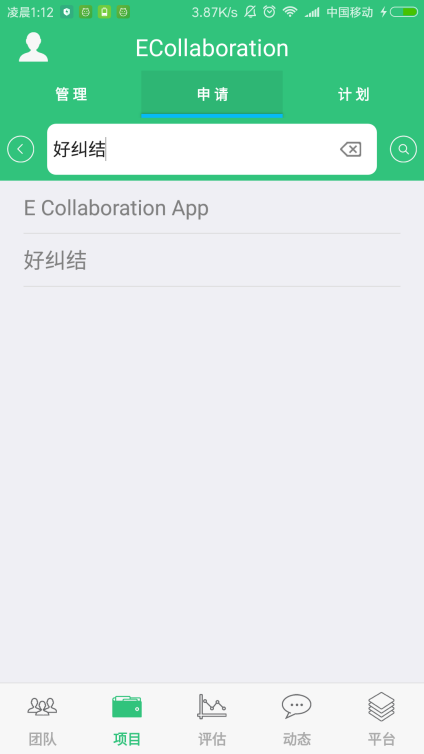 凌晨1:12 3.87K/s 中国移动
ECollaboration
管理 申请 计划
好纠结
E Collaboration App
好纠结
团队 项目 评估 动态 平台